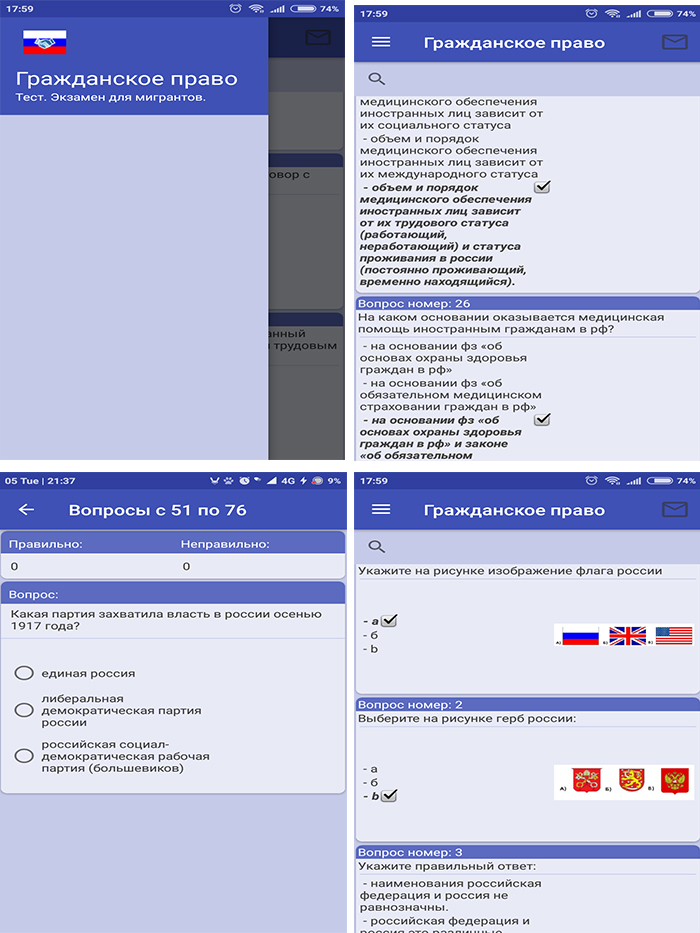 17:59
74%
Гражданское право
Тест. Экзамен для мигрантов.
овор с
анный
трудовым
17:59
74%
Гражданское право
медицинского обеспечения
иностранных лиц зависит от
их социального статуса
- объем и порядок
медицинского обеспечения
иностранных лиц зависит от
их международного статуса
- объем и порядок
медицинского обеспечения
иностранных лиц зависит
от их трудового статуса
(работающий,
неработающий) и статуса
проживания в россии
(постоянно проживающий,
временно находящийся).
Вопрос номер: 26
На каком основании оказывается медицинская
помощь иностранным гражданам в рф?
- на основании фз «об
основах охраны здоровья
граждан в рф»
- на основании фз «об
обязательном медицинском
страховании граждан в рф»
- на основании фз «об
основах охраны здоровья
граждан в рф» и законе
«об обязательном
05 Tue | 21:37
4G
9%
Вопросы с 51 по 76
Правильно: Неправильно:
0 0
Вопрос:
Какая партия захватила власть в россии осенью
1917 года?
единая россия
либеральная
демократическая партия
россии
российская социал-
демократическая рабочая
партия (большевиков)
17:59
74%
Гражданское право
Укажите на рисунке изображение флага россии
- а
- б
- b
А) Б) В)
Вопрос номер: 2
Выберите на рисунке герб россии:
- а
- б
- b
А) Б) В)
Вопрос номер: 3
Укажите правильный ответ:
- наименования российская
федерация и россия не
равнозначны.
- российская федерация и
россия это различные